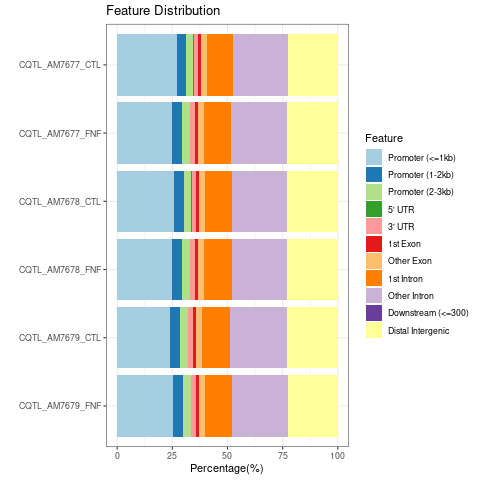 Feature Distribution
CQTL_AM7677_CTL
CQTL_AM7677_FNF
CQTL_AM7678_CTL
CQTL_AM7678_FNF
CQTL_AM7679_CTL
CQTL_AM7679_FNF
0 25 50 75 100
Percentage(%)
Feature
Promoter (<=1kb)
Promoter (1-2kb)
Promoter (2-3kb)
5' UTR
3' UTR
1st Exon
Other Exon
1st Intron
Other Intron
Downstream (<=300)
Distal Intergenic